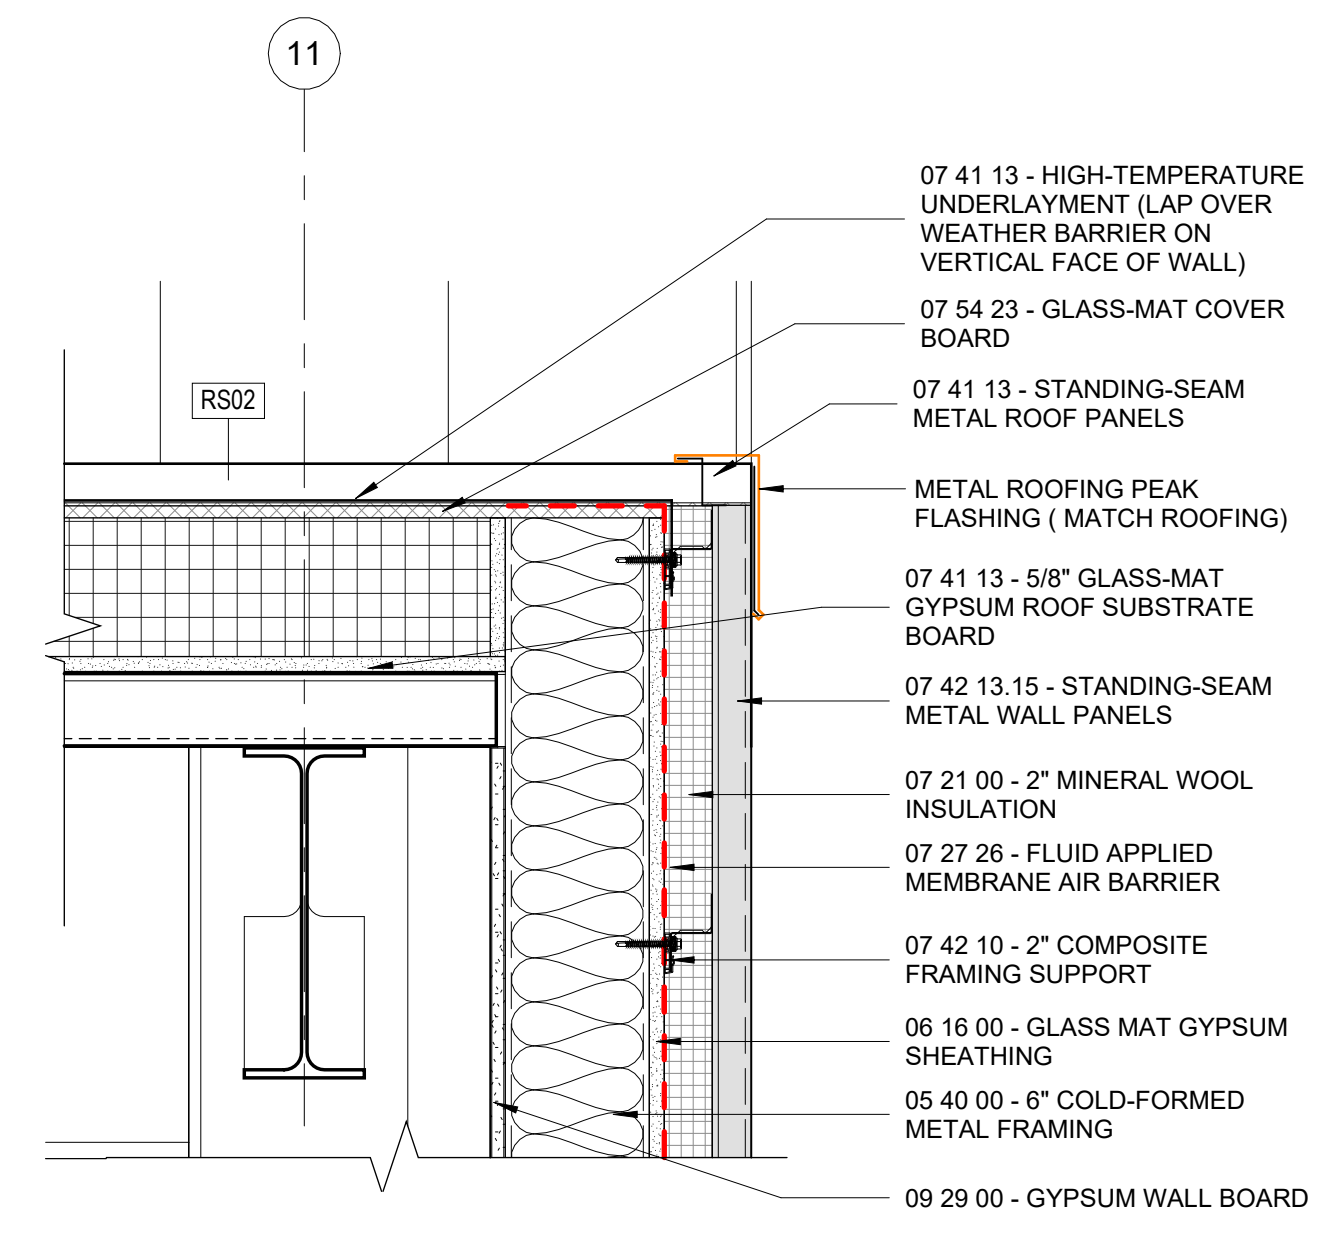 11
07 41 13 - HIGH-TEMPERATURE
UNDERLAYMENT (LAP OVER
WEATHER BARRIER ON
VERTICAL FACE OF WALL)
07 54 23 - GLASS-MAT COVER
BOARD
07 41 13 - STANDING-SEAM
METAL ROOF PANELS
RS02
METAL ROOFING PEAK
FLASHING ( MATCH ROOFING)
07 41 13 - 5/8" GLASS-MAT
GYPSUM ROOF SUBSTRATE
BOARD
07 42 13.15 - STANDING-SEAM
METAL WALL PANELS
07 21 00 - 2" MINERAL WOOL
INSULATION
07 27 26 - FLUID APPLIED
MEMBRANE AIR BARRIER
07 42 10 - 2" COMPOSITE
FRAMING SUPPORT
06 16 00 - GLASS MAT GYPSUM
SHEATHING
05 40 00 - 6" COLD-FORMED
METAL FRAMING
09 29 00 - GYPSUM WALL BOARD